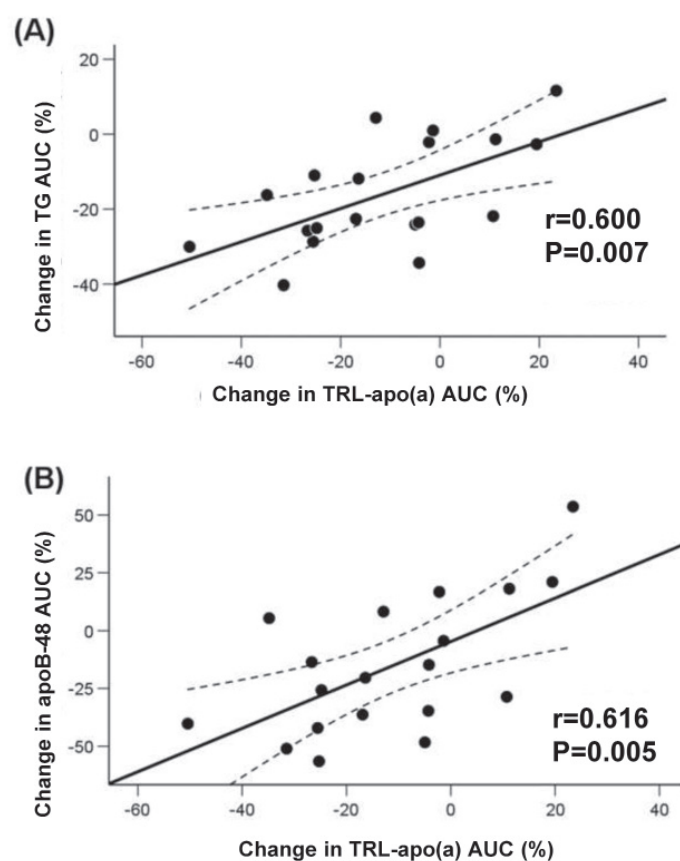 (A)
Change in TG AUC (%)
20
0
-20
-40
r=0.600
P=0.007
-60
-40
-20
0
20
40
Change in TRL-apo(a) AUC (%)
(B)
Change in apoB-48 AUC (%)
50
25
0
-25
-50
r=0.616
P=0.005
-60
-40
-20
0
20
40
Change in TRL-apo(a) AUC (%)